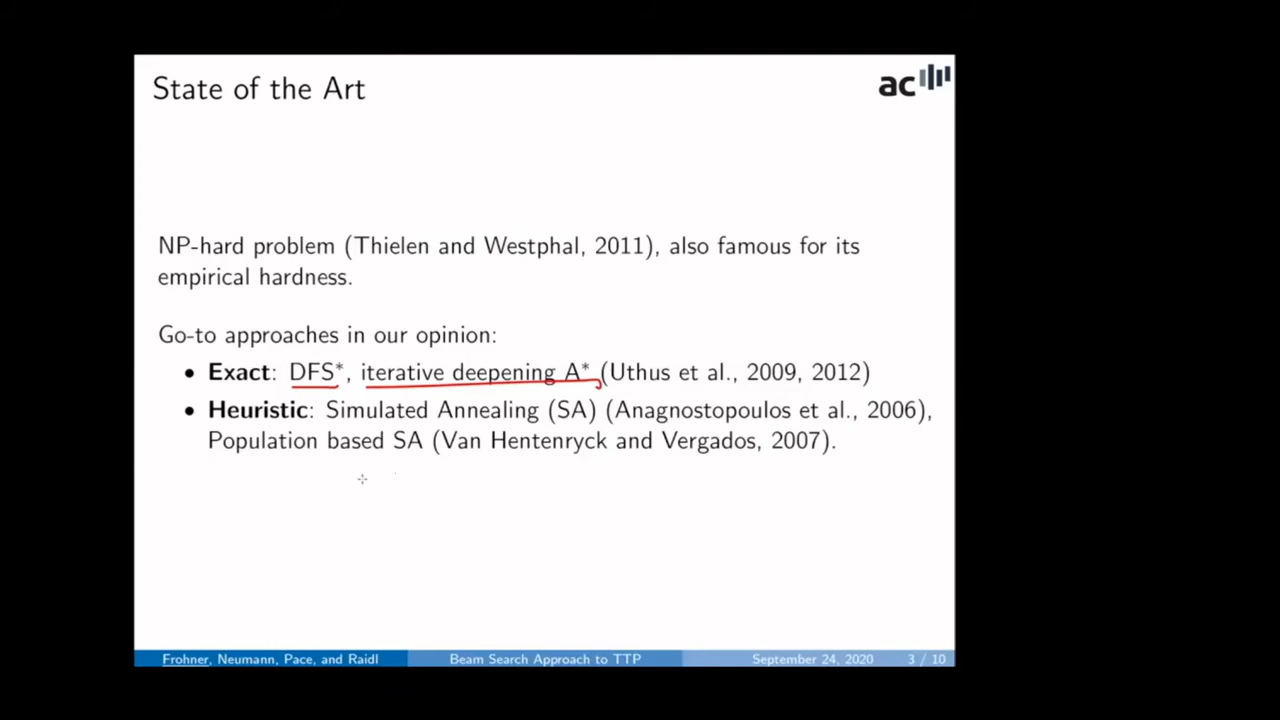 State of the Art
ac
NP-hard problem (Thielen and Westphal, 2011), also famous for its
empirical hardness.
Go-to approaches in our opinion:
• Exact: DFS*, iterative deepening A* (Uthus et al., 2009, 2012)
• Heuristic: Simulated Annealing (SA) (Anagnostopoulos et al., 2006),
Population based SA (Van Hentenryck and Vergados, 2007).
Frohner, Neumann, Pace, and Raidl Beam Search Approach to TTP September 24, 2020 3 / 10